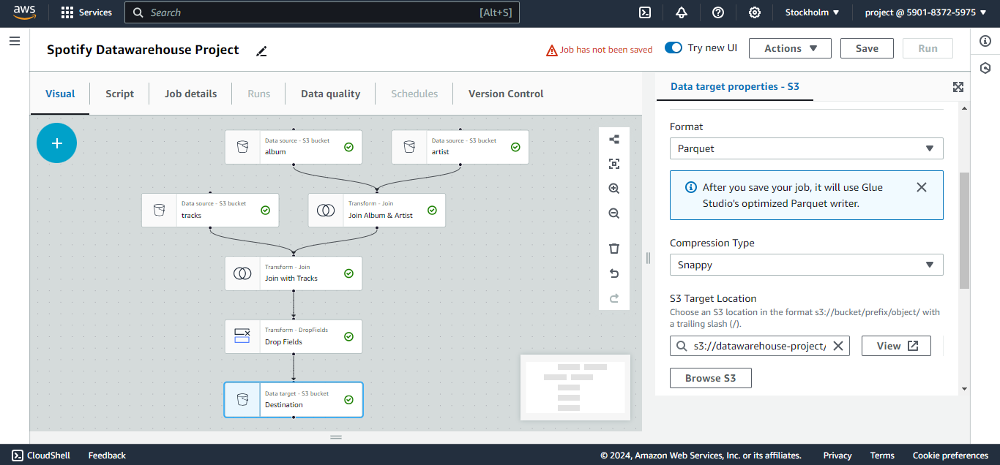 aws
Services
Search
[Alt+S]
Stockholm
project @ 5901-8372-5975
Spotify Datawarehouse Project
Job has not been saved
Try new UI
Actions
Save
Run
Visual
Script
Job details
Runs
Data quality
Schedules
Version Control
Data source - S3 bucket
album
Data source - S3 bucket
artist
Data source - S3 bucket
tracks
Transform - Join
Join Album & Artist
Transform - Join
Join with Tracks
Transform - DropFields
Drop Fields
Data target - S3 bucket
Destination
Data target properties - S3
Format
Parquet
After you save your job, it will use Glue
Studio's optimized Parquet writer.
Compression Type
Snappy
S3 Target Location
Choose an S3 location in the format s3://bucket/prefix/object/ with
a trailing slash (/).
s3://datawarehouse-project/
View
Browse S3
CloudShell
Feedback
© 2024, Amazon Web Services, Inc. or its affiliates.
Privacy
Terms
Cookie preferences